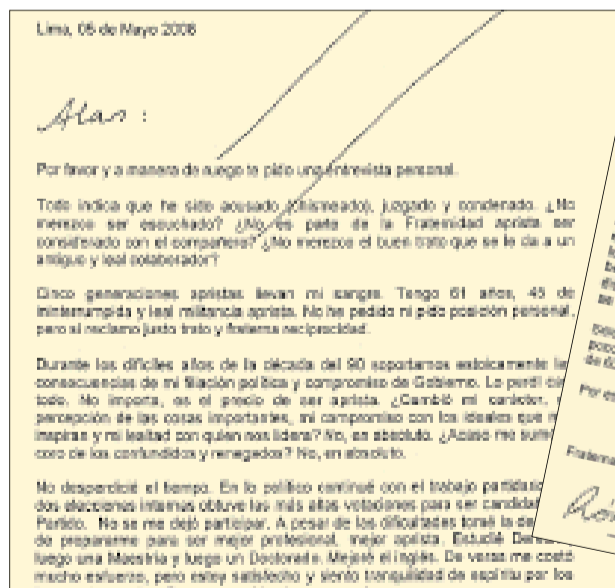 Lima, 05 de Mayo 2008
Alan :
Por favor y a manera de ruego te pido una entrevista personal.
Todo indica que he sido acusado (chismeado), juzgado y condenado. ¿No
merezco ser escuchado? ¿No es parte de la Fraternidad aprista ser
considerado con el compañero? ¿No merezco el buen trato que se le da a un
antiguo y leal colaborador?
Cinco generaciones apristas llevan mi sangre. Tengo 61 años, 45 de
ininterrumpida y leal militancia aprista. No he pedido ni pido posición personal,
pero si reclamo justo trato y fraterna reciprocidad.
Durante los difíciles años de la década del 90 soportamos estoicamente la
consecuencias de mi filiación política y compromiso de Gobierno. Lo perdí
todo. No importa, es el precio de ser aprista. ¿Cambió mi carácter,
percepción de las cosas importantes, mi compromiso con los ideales que
inspiran y mi lealtad con quien nos lidera? No, en absoluto. ¿Acaso me
coro de los confundidos y renegados? No, en absoluto.
No desperdicié el tiempo. En lo político continué con el trabajo
dos elecciones internas obtuve las más altas votaciones para ser
Partido. No se me dejó participar. A pesar de las dificultades tomé la
de prepararme para ser mejor profesional, mejor aprista. Estudié
luego una Maestría y luego un Doctorado. Mejoré el inglés. De veras me costó
mucho esfuerzo, pero estoy satisfecho y siento tranquilidad de espíritu por los
Por
Fraterna